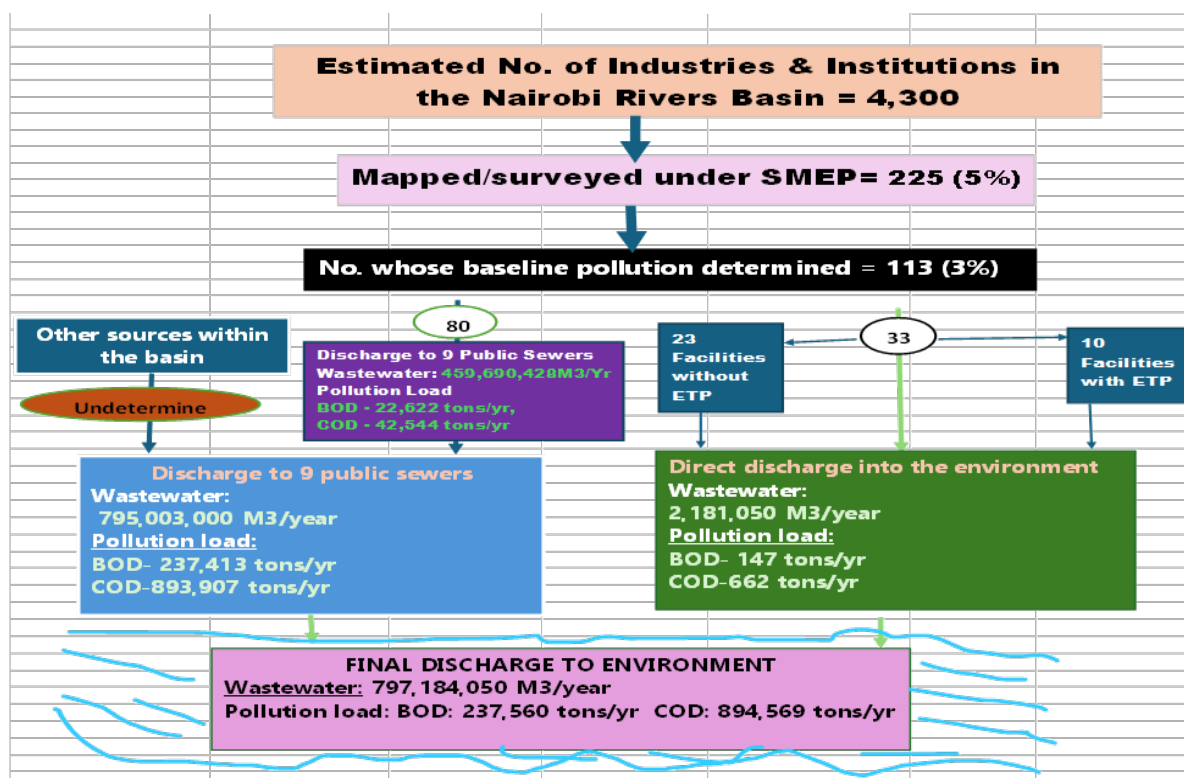 Estimated No. of Industries & Institutions in
the Nairobi Rivers Basin = 4,300
Mapped/surveyed under SMEP= 225 (5%)
No. whose baseline pollution determined = 113 (3%)
Other sources within
the basin
Undetermine
80
Discharge to 9 Public Sewers
Wastewater: 459,690,428M3/Yr
Pollution Load
BOD - 22,622 tons/yr,
COD - 42,544 tons/yr
23
Facilities
without
ETP
33
10
Facilities
with ETP
Discharge to 9 public sewers
Wastewater:
795,003,000 M3/year
Pollution load:
BOD- 237,413 tons/yr
COD-893,907 tons/yr
Direct discharge into the environment
Wastewater:
2,181,050 M3/year
Pollution load:
BOD- 147 tons/yr
COD-662 tons/yr
FINAL DISCHARGE TO ENVIRONMENT
Wastewater: 797,184,050 M3/year
Pollution load: BOD: 237,560 tons/yr COD: 894,569 tons/yr